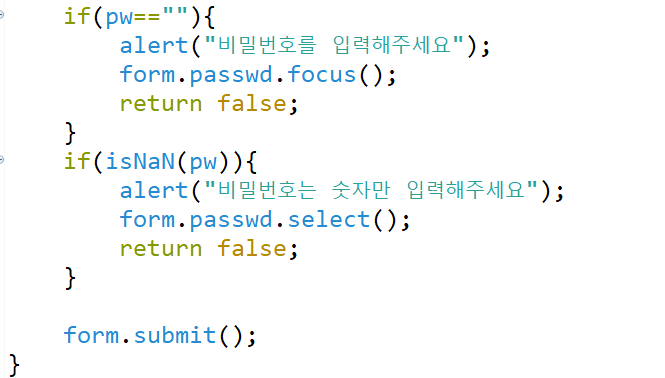 if(pw==""){
alert("비밀번호를 입력해주세요");
form.passwd.focus();
return false;
}
if(isNaN(pw)){
alert("비밀번호는 숫자만 입력해주세요");
form.passwd.select();
return false;
}
form.submit();
}